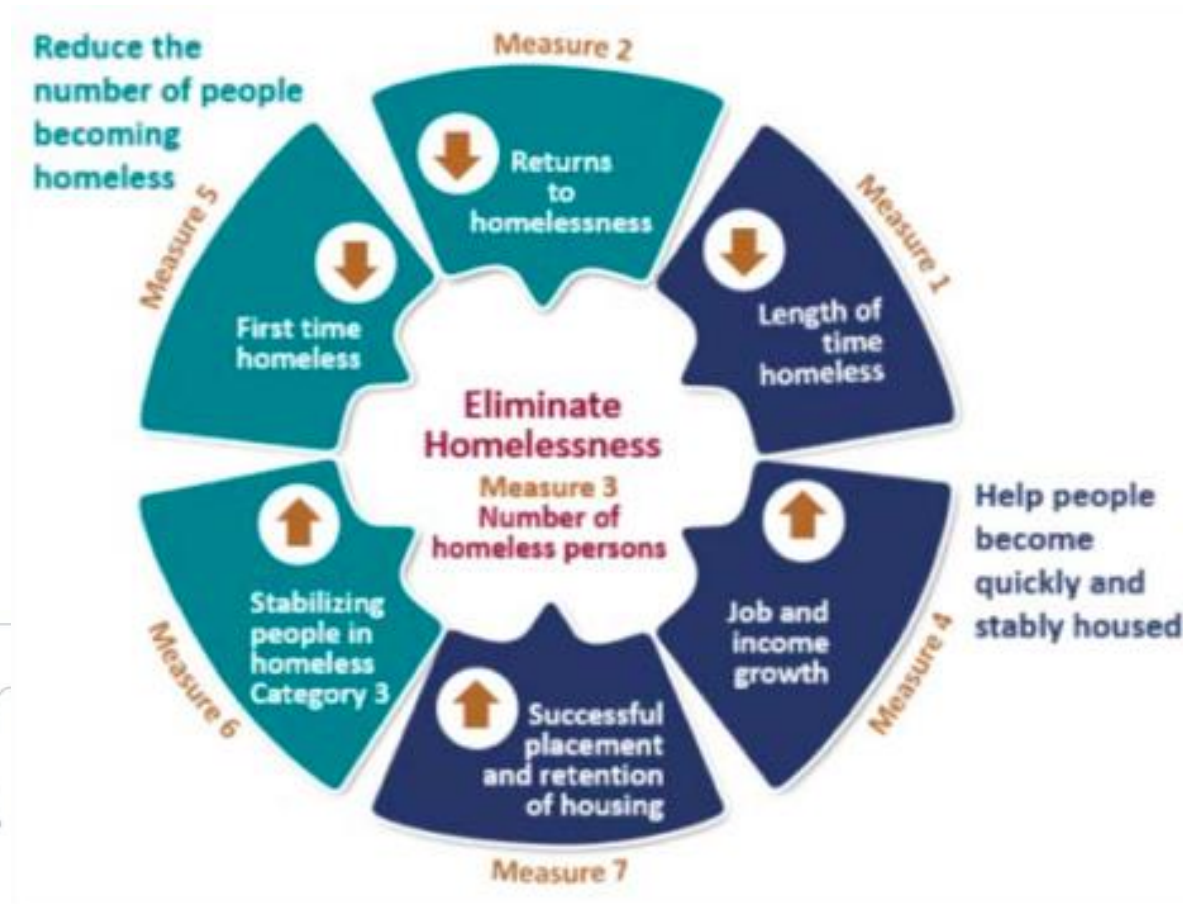 Reduce the
number of people
becoming
homeless
Measure 2
Returns
to
homelessness
Measure 1
Length of
time
homeless
Measure 5
First time
homeless
Eliminate
Homelessness
Measure 3
Number of
homeless persons
Help people
become
quickly and
stably housed
Measure 4
Job and
income
growth
Measure 6
Stabilizing
people in
homeless
Category 3
Successful
placement
and retention
of housing
Measure 7